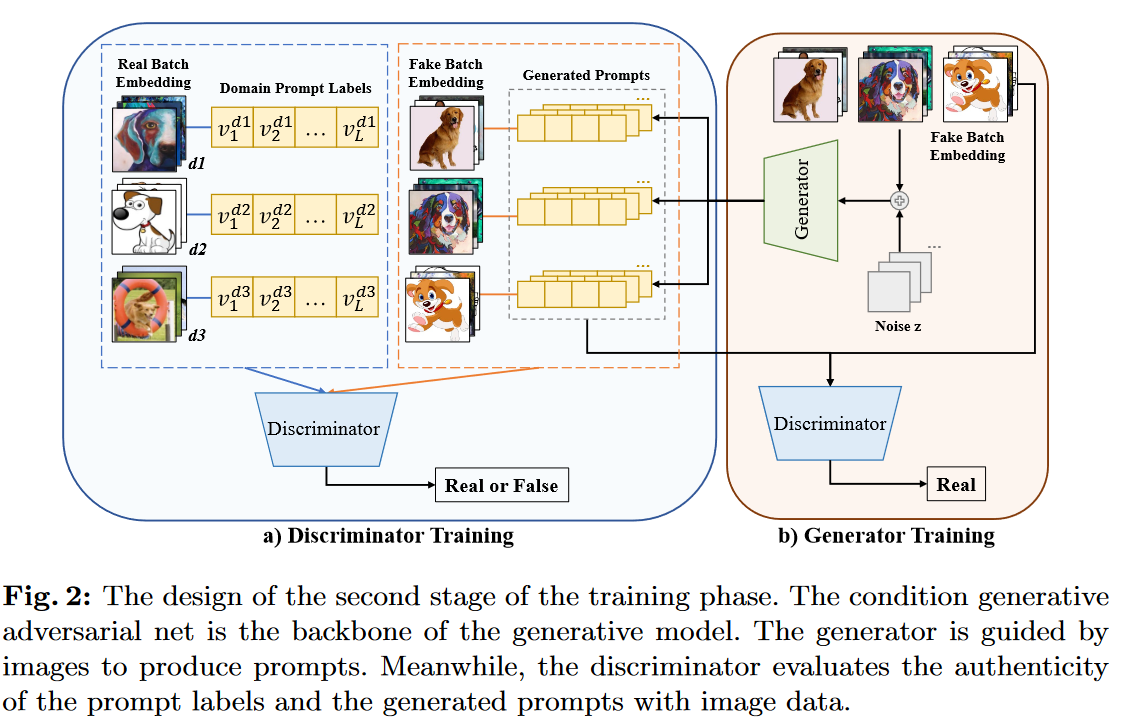 Real Batch
Embedding
Domain Prompt Labels
v_1^{d1} v_2^{d1} ... v_L^{d1}
d1
v_1^{d2} v_2^{d2} ... v_L^{d2}
d2
v_1^{d3} v_2^{d3} ... v_L^{d3}
d3
Fake Batch
Embedding
Generated Prompts
...
...
...
Discriminator
Real or False
a) Discriminator Training
Fake Batch
Embedding
Generator
...
Noise z
Discriminator
Real
b) Generator Training
Fig. 2: The design of the second stage of the training phase. The condition generative
adversarial net is the backbone of the generative model. The generator is guided by
images to produce prompts. Meanwhile, the discriminator evaluates the authenticity
of the prompt labels and the generated prompts with image data.